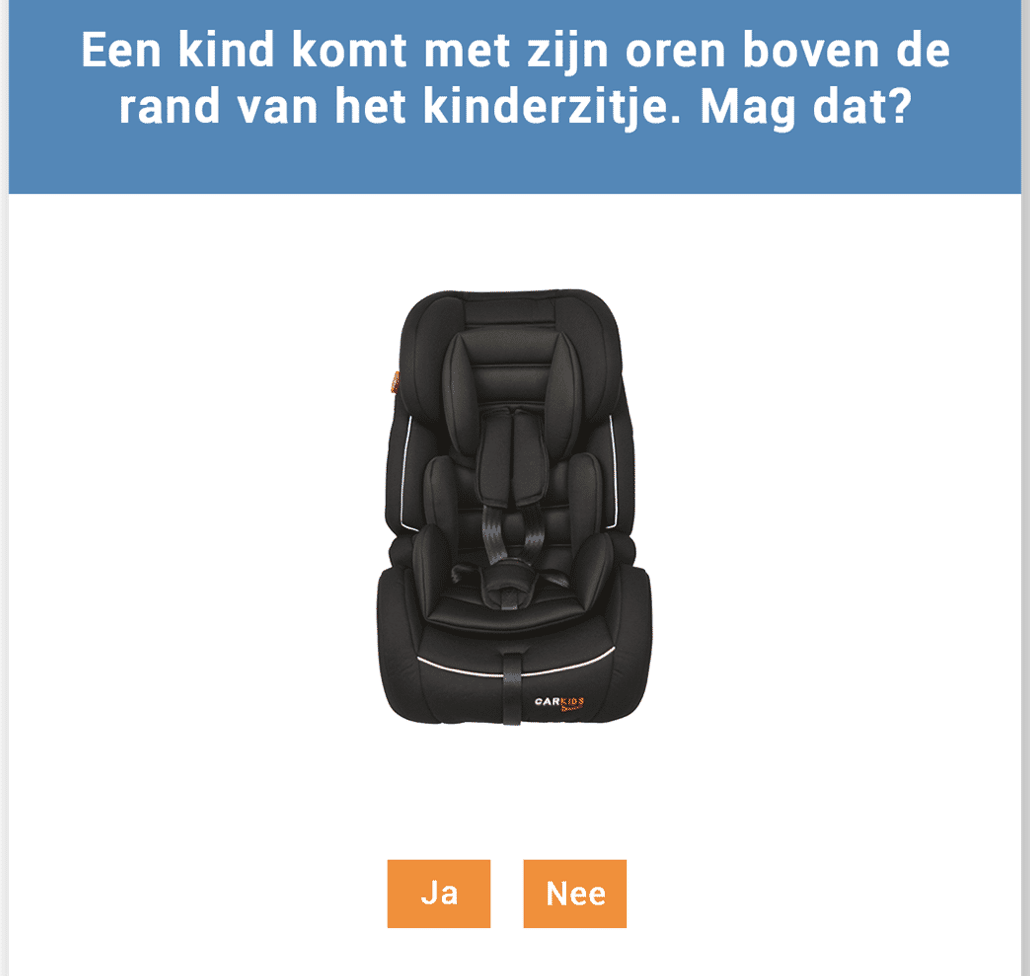 Een kind komt met zijn oren boven de
rand van het kinderzitje. Mag dat?
CARKIDS
Ja
Nee